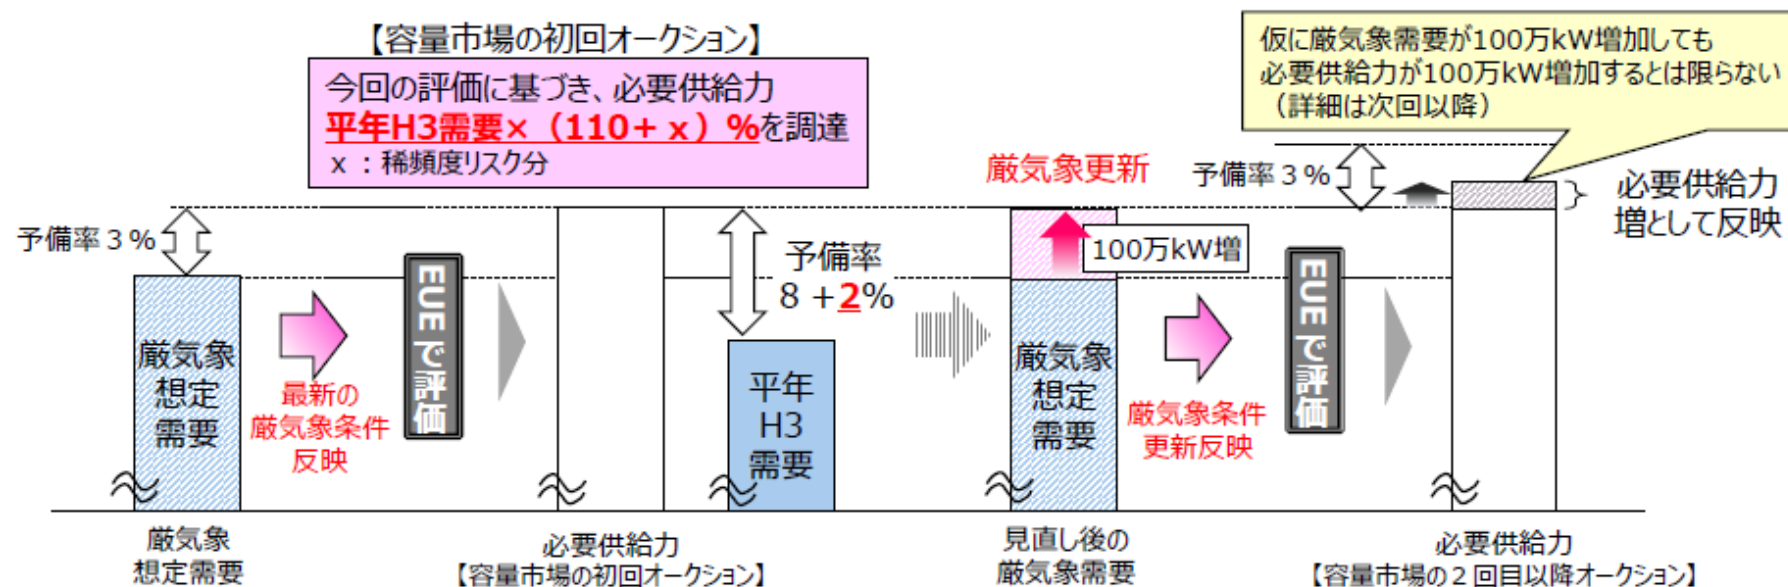 【容量市場の初回オークション】
今回の評価に基づき、必要供給力
平年H3需要×（110+ｘ）%を調達
ｘ：稀頻度リスク分
仮に厳気象需要が100万kW増加しても
必要供給力が100万kW増加するとは限らない
（詳細は次回以降）
予備率３%
厳気象
想定
需要
最新の
厳気象条件
反映
EUEで評価
予備率
8 +2%
平年
H3
需要
厳気象更新
100万kW増
厳気象
想定
需要
厳気象条件
更新反映
EUEで評価
予備率３%
必要供給力
増として反映
厳気象
想定需要
必要供給力
【容量市場の初回オークション】
見直し後の
厳気象需要
必要供給力
【容量市場の２回目以降オークション】